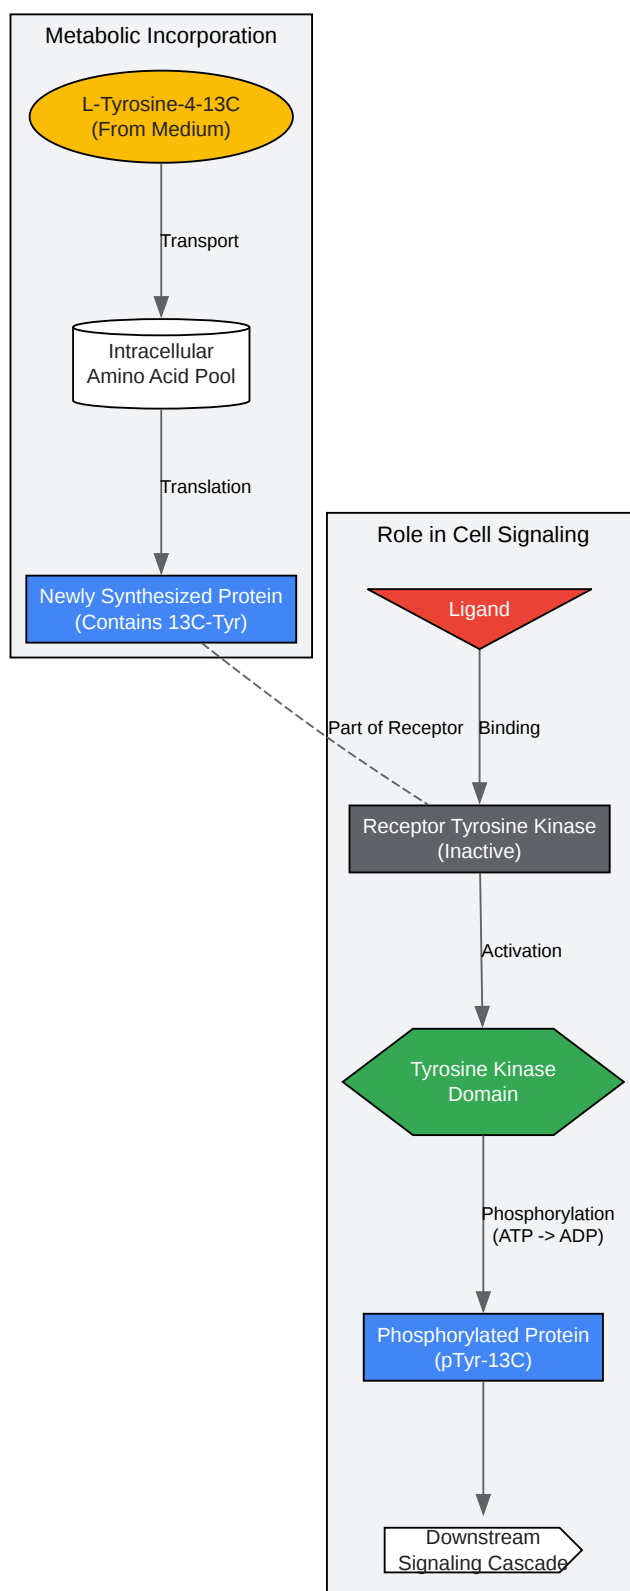 Metabolic Incorporation
L-Tyrosine-4-13C
(From Medium)
Transport
Intracellular
Amino Acid Pool
Translation
Newly Synthesized Protein
(Contains 13C-Tyr)
Role in Cell Signaling
Ligand
Part of Receptor
Binding
Receptor Tyrosine Kinase
(Inactive)
Activation
Tyrosine Kinase
Domain
Phosphorylation
(ATP -> ADP)
Phosphorylated Protein
(pTyr-13C)
Downstream
Signaling Cascade